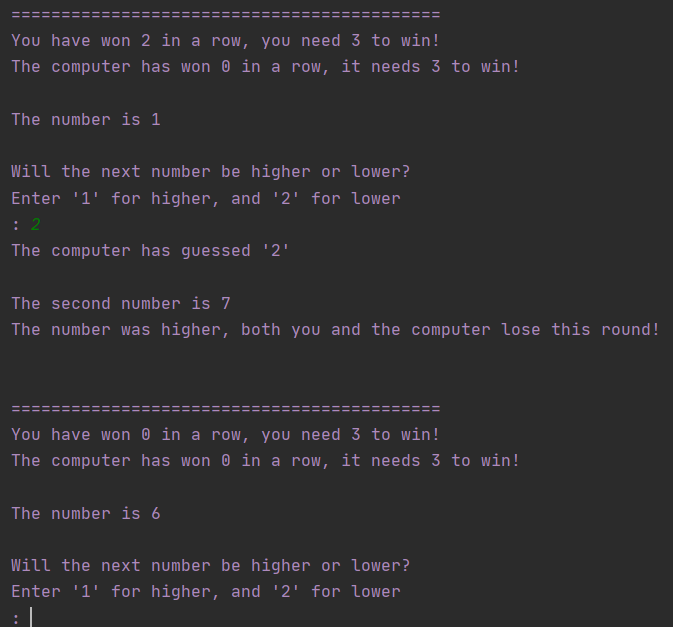 ===========================================
You have won 2 in a row, you need 3 to win!
The computer has won 0 in a row, it needs 3 to win!
The number is 1
Will the next number be higher or lower?
Enter '1' for higher, and '2' for lower
: 2
The computer has guessed '2'
The second number is 7
The number was higher, both you and the computer lose this round!
===========================================
You have won 0 in a row, you need 3 to win!
The computer has won 0 in a row, it needs 3 to win!
The number is 6
Will the next number be higher or lower?
Enter '1' for higher, and '2' for lower
: